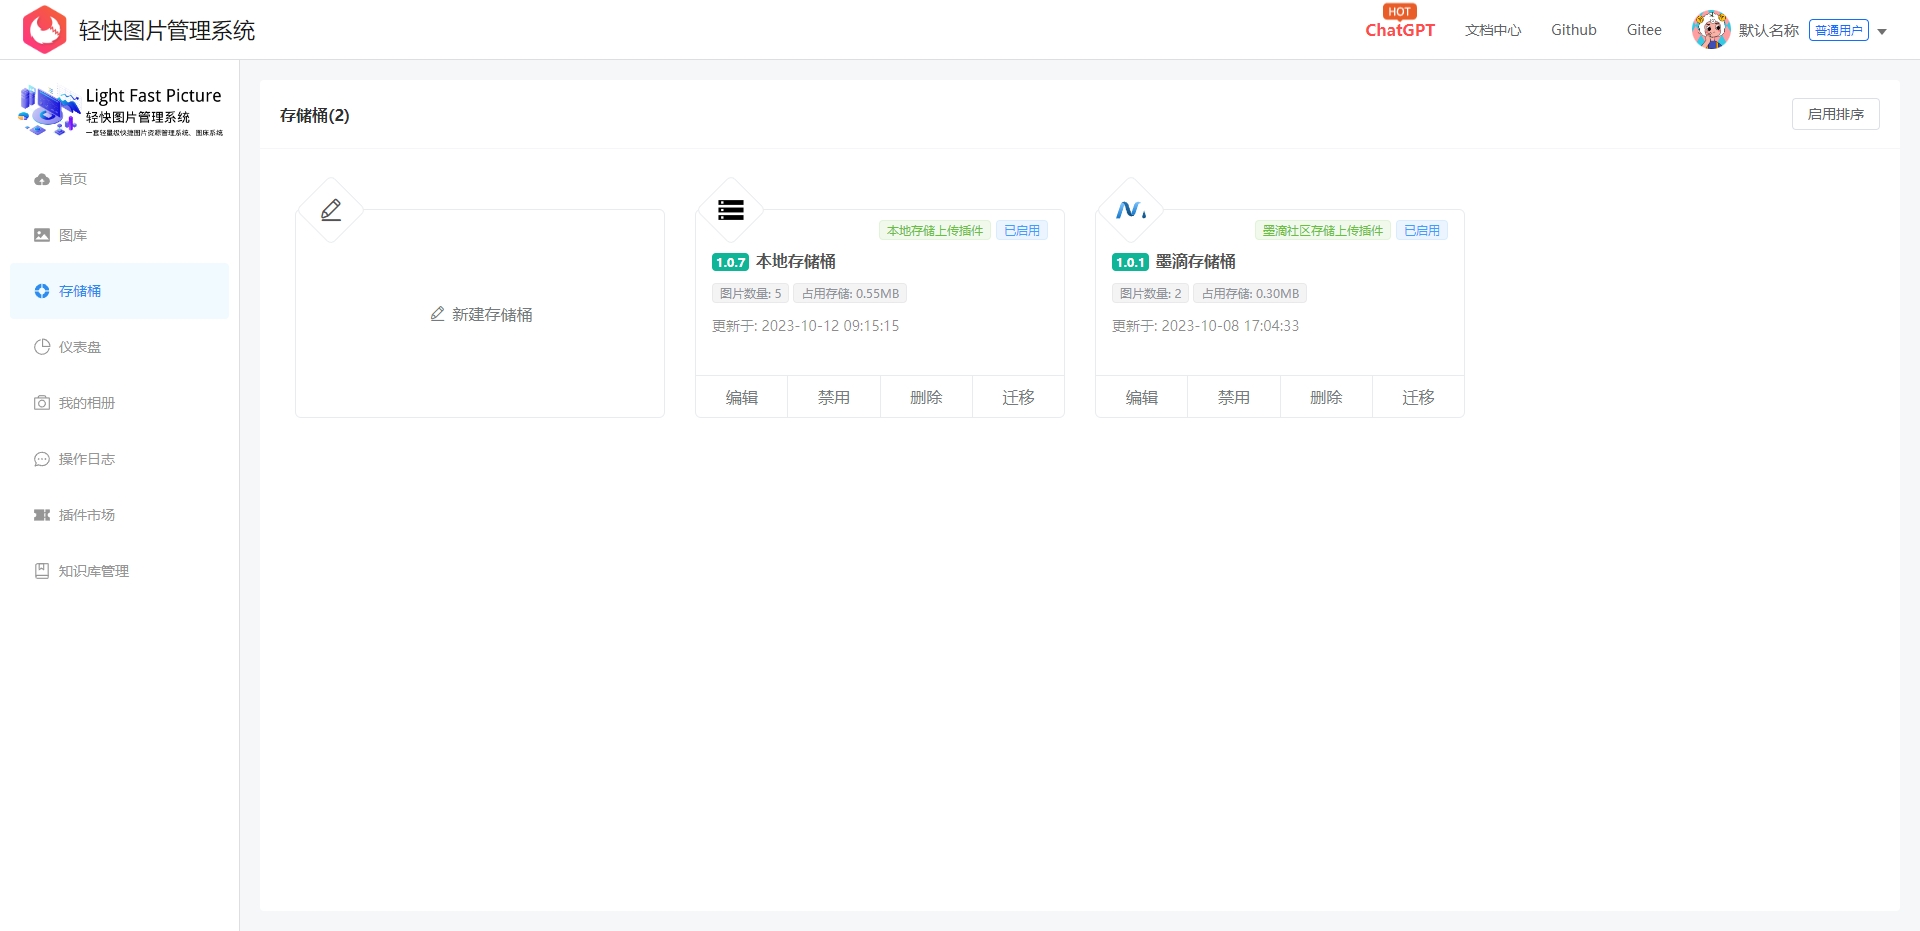 轻快图片管理系统
HOT
ChatGPT 文档中心 Github Gitee 默认名称 普通用户
Light Fast Picture
轻快图片管理系统
一套轻量级快捷图片资源管理系统、图床系统
首页
图库
存储桶
仪表盘
我的相册
操作日志
插件市场
知识库管理
存储桶(2)
启用排序
新建存储桶
本地存储上传插件 已启用
1.0.7 本地存储桶
图片数量: 5 占用存储: 0.55MB
更新于: 2023-10-12 09:15:15
编辑 禁用 删除 迁移
墨滴社区存储上传插件 已启用
1.0.1 墨滴存储桶
图片数量: 2 占用存储: 0.30MB
更新于: 2023-10-08 17:04:33
编辑 禁用 删除 迁移